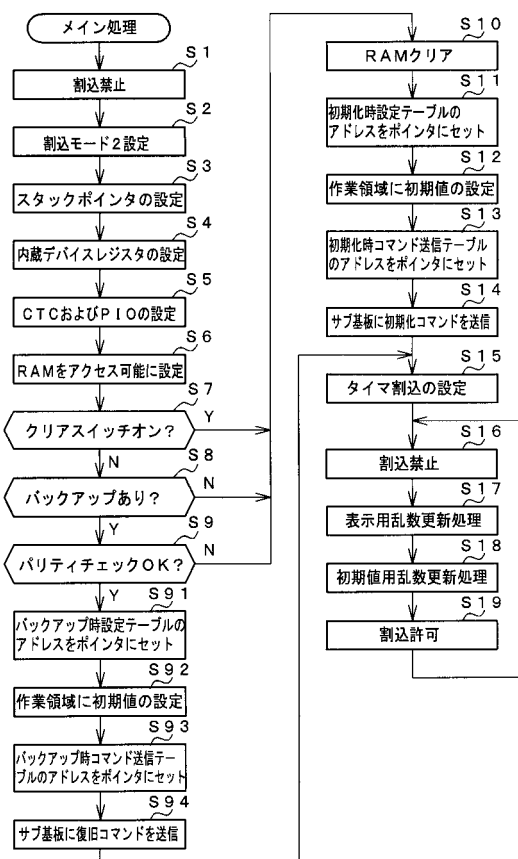 メイン処理
S1
割込禁止
S2
割込モード2設定
S3
スタックポインタの設定
S4
内蔵デバイスレジスタの設定
S5
CTCおよびPIOの設定
S6
RAMをアクセス可能に設定
S7
クリアスイッチオン?
Y
N
S8
バックアップあり?
N
Y
S9
パリティチェックOK?
N
Y
S91
バックアップ時設定テーブルの
アドレスをポインタにセット
S92
作業領域に初期値の設定
S93
バックアップ時コマンド送信テー
ブルのアドレスをポインタにセット
S94
サブ基板に復旧コマンドを送信
S10
RAMクリア
S11
初期化時設定テーブルの
アドレスをポインタにセット
S12
作業領域に初期値の設定
S13
初期化時コマンド送信テーブル
のアドレスをポインタにセット
S14
サブ基板に初期化コマンドを送信
S15
タイマ割込の設定
S16
割込禁止
S17
表示用乱数更新処理
S18
初期値用乱数更新処理
S19
割込許可